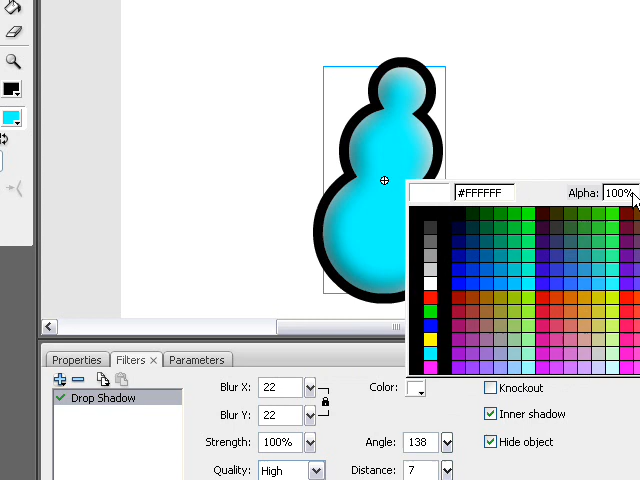 #FFFFFF Alpha: 100%
Properties Filters × Parameters
Drop Shadow
Blur X: 22 Color: Knockout
Blur Y: 22 Inner shadow
Strength: 100% Angle: 138 Hide object
Quality: High Distance: 7